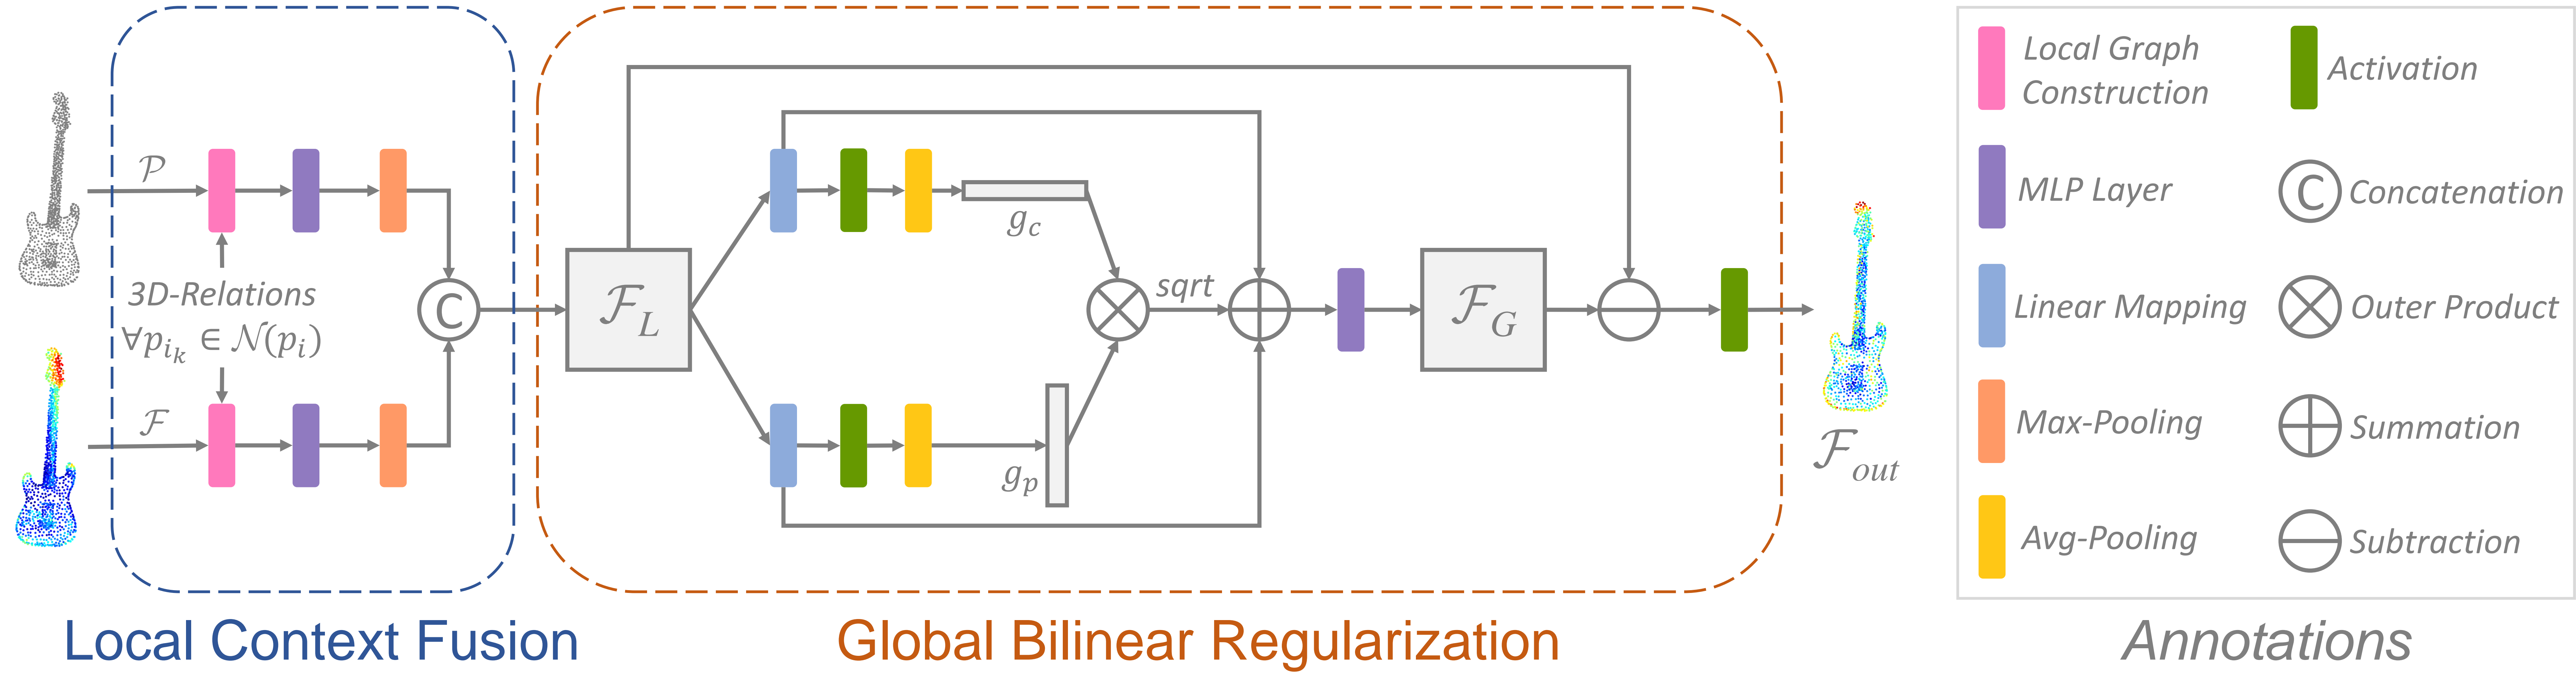 𝒫
3D-Relations
∀p_{i_k} ∈ 𝒩(p_i)
ℱ
C
Local Context Fusion
ℱ_L
g_c
g_p
sqrt
ℱ_G
ℱ_out
Global Bilinear Regularization
Local Graph
Construction
MLP Layer
Linear Mapping
Max-Pooling
Avg-Pooling
Activation
C
Concatenation
Outer Product
Summation
Subtraction
Annotations